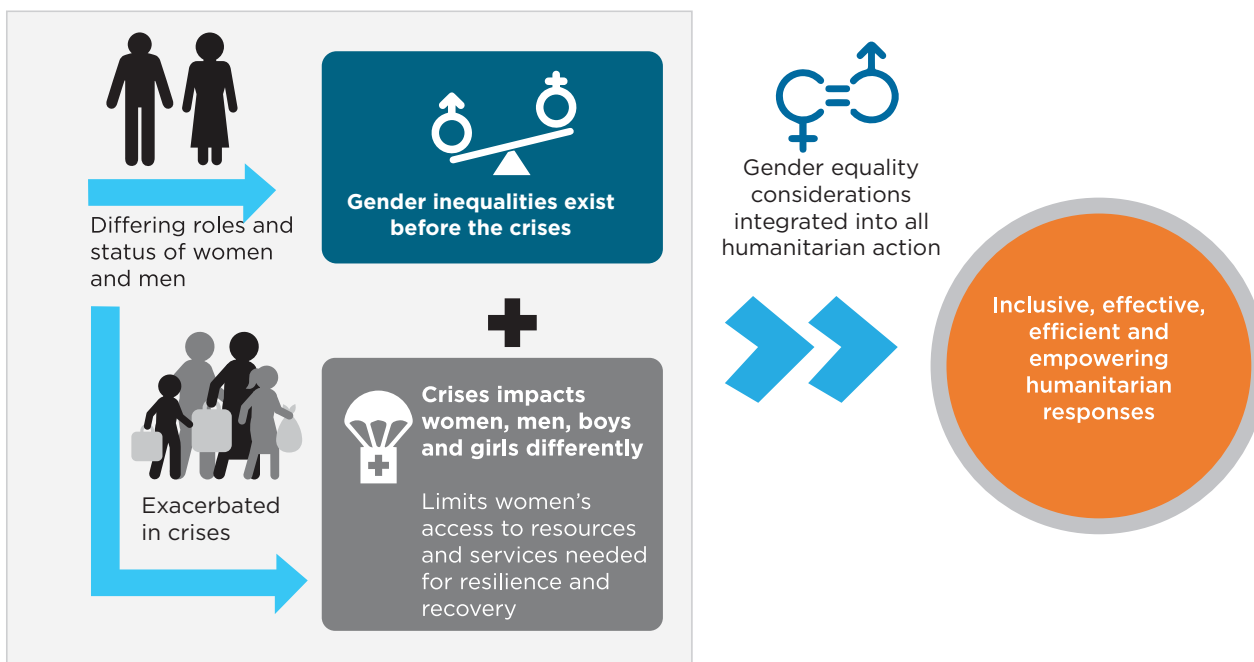 Differing roles and
status of women
and men
Gender inequalities exist
before the crises
Exacerbated
in crises
Crises impacts
women, men, boys
and girls differently
Limits women’s
access to resources
and services needed
for resilience and
recovery
Gender equality
considerations
integrated into all
humanitarian action
Inclusive, effective,
efficient and
empowering
humanitarian
responses